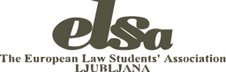 elsa
The European Law Students' Association
LJUBLJANA